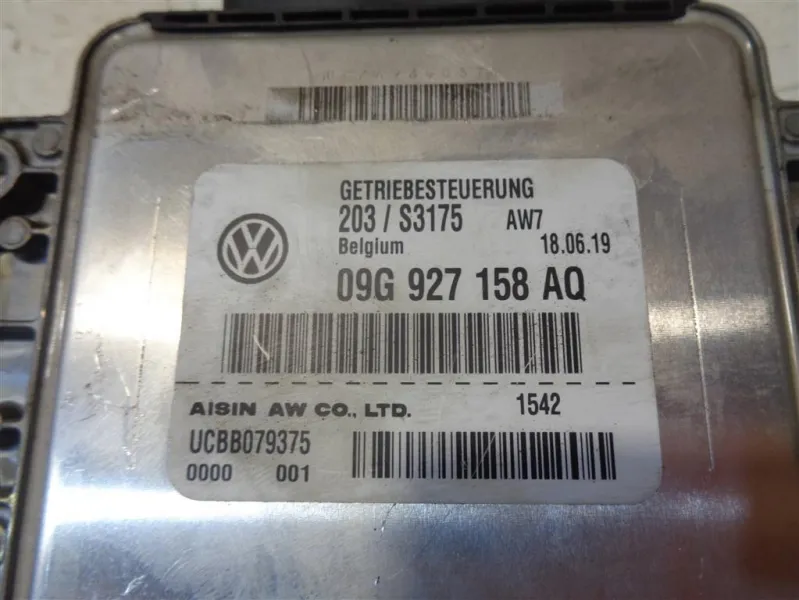 GETRIEBESTEUERUNG
203 / S3175 AW7
Belgium 18.06.19
09G 927 158 AQ
AISIN AW CO., LTD. 1542
UCBB079375
0000 001